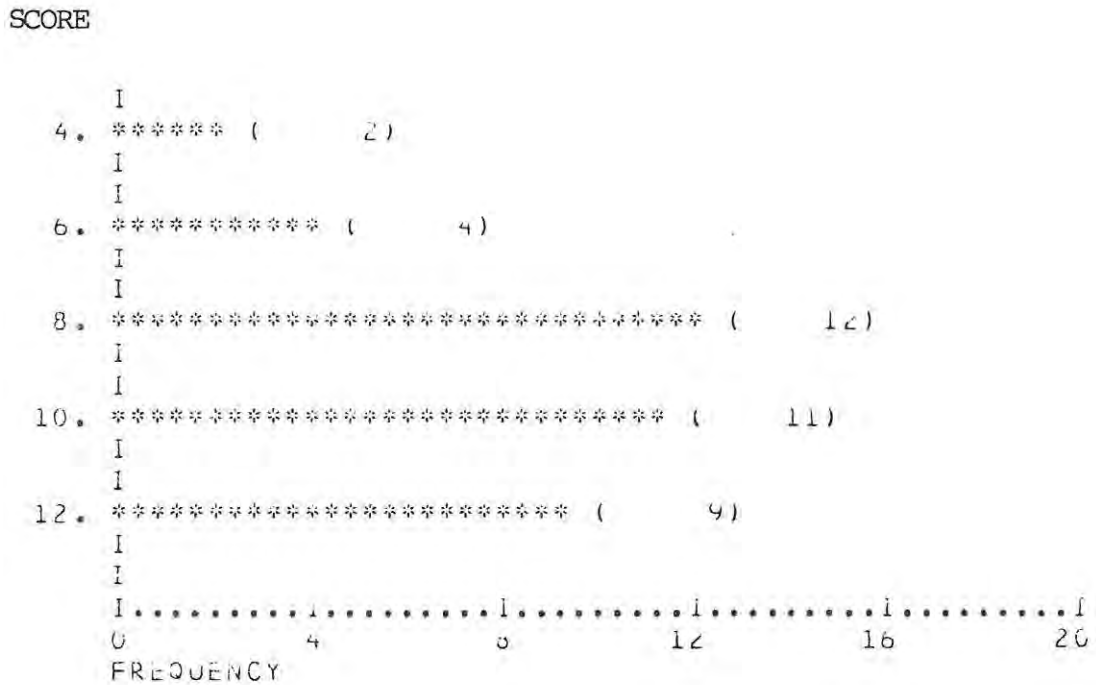 SCORE
I
4. ****** ( 2)
I
I
6. *********** ( 4)
I
I
8. ******************************* ( 12)
I
I
10. ***************************** ( 11)
I
I
12. ************************ ( 9)
I
I
I.........I.........I.........I.........I.........I
0 4 8 12 16 20
FREQUENCY